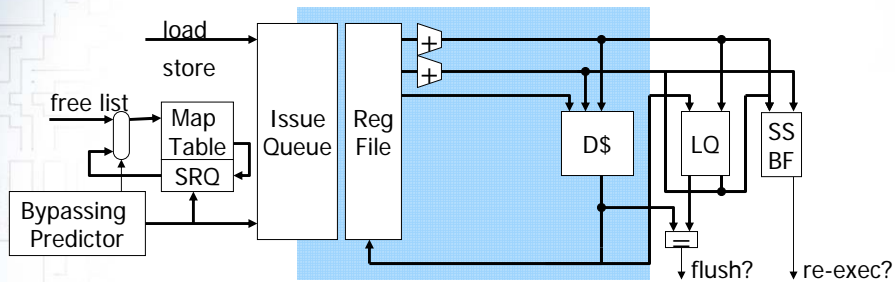 load
store
free list
Map
Table
SRQ
Bypassing
Predictor
Issue
Queue
Reg
File
+
+
D$
LQ
SS
BF
=
flush?
re-exec?